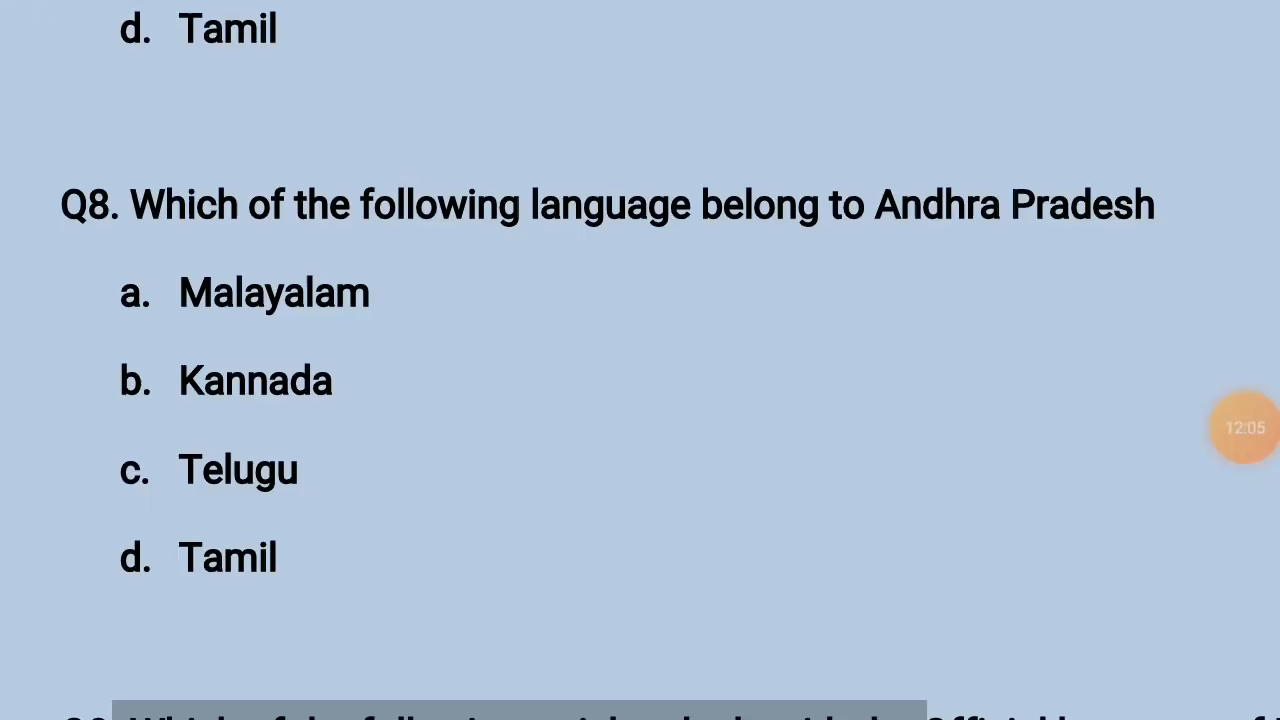 d. Tamil
Q8. Which of the following language belong to Andhra Pradesh
a. Malayalam
b. Kannada
12:05
c. Telugu
d. Tamil